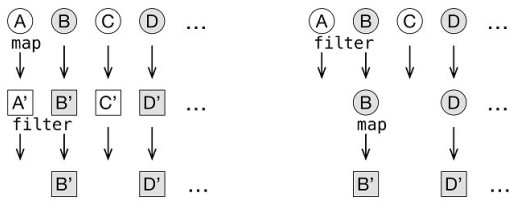 A B C D ...
map
A’ B’ C’ D’ ...
filter
B’ D’ ...
A B C D ...
filter
B D ...
map
B’ D’ ...